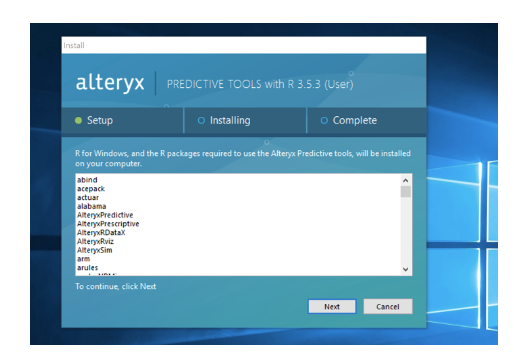 Install
alteryx PREDICTIVE TOOLS with R 3.5.3 (User)
Setup Installing Complete
R for Windows, and the R packages required to use the Alteryx Predictive tools, will be installed
on your computer.
abind
acepack
actuar
alabama
AlteryxPredictive
AlteryxPrescriptive
AlteryxRDataX
AlteryxRviz
AlteryxSim
arm
arules
To continue, click Next
Next Cancel